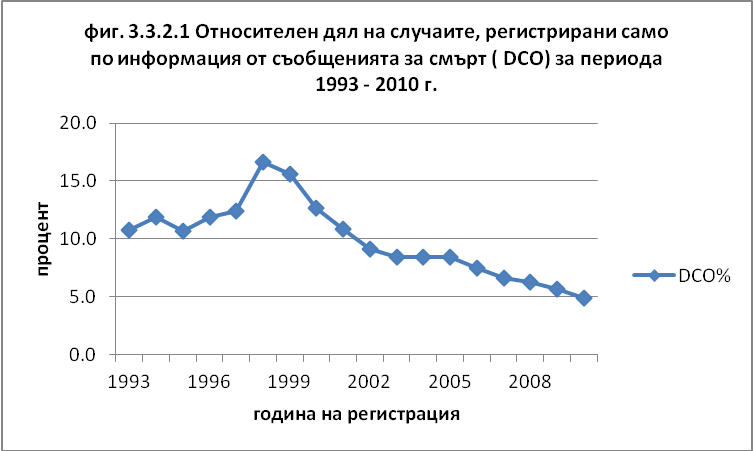 фиг. 3.3.2.1 Относителен дял на случаите, регистрирани само
по информация от съобщенията за смърт ( DCO) за периода
1993 - 2010 г.
20.0
15.0
10.0
5.0
0.0
процент
DCO%
1993 1996 1999 2002 2005 2008
година на регистрация